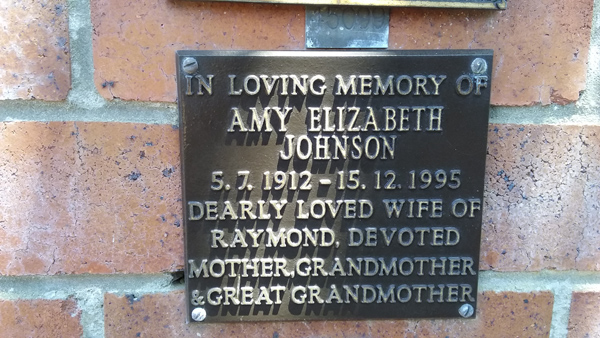 IN LOVING MEMORY OF
AMY ELIZABETH
JOHNSON
5. 7. 1912 - 15. 12. 1995
DEARLY LOVED WIFE OF
RAYMOND, DEVOTED
MOTHER, GRANDMOTHER
& GREAT GRANDMOTHER